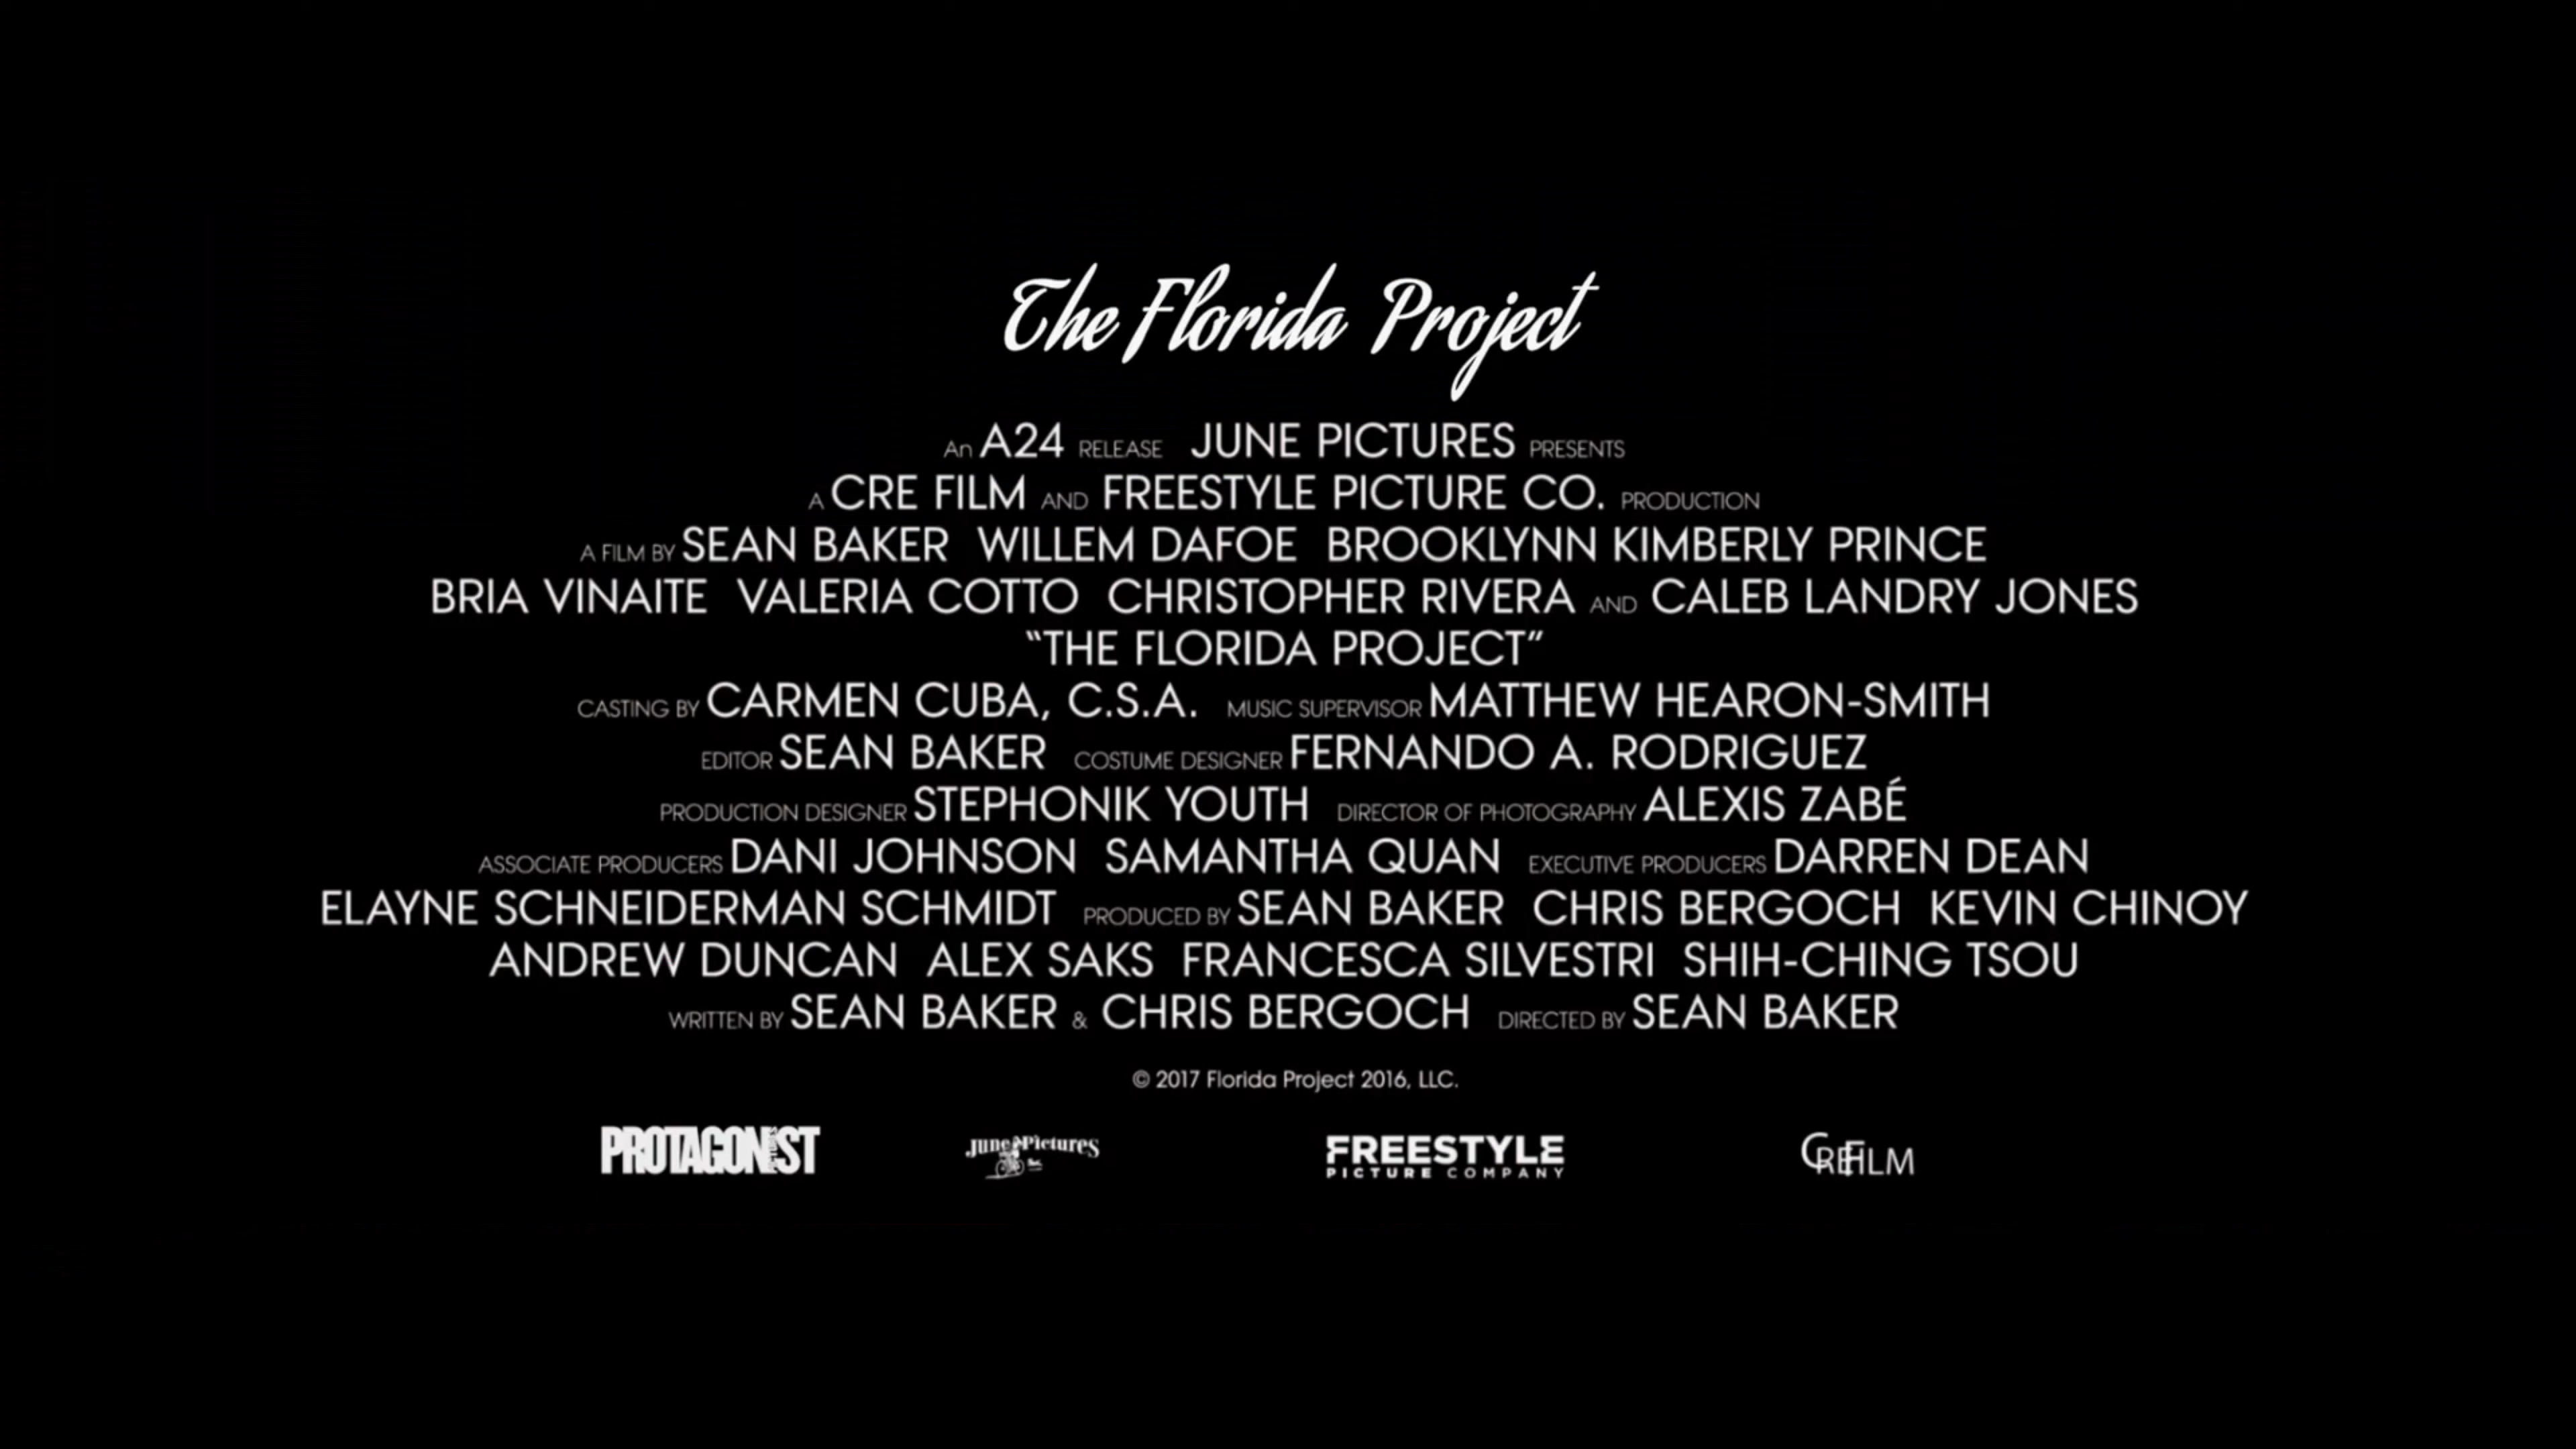 The Florida Project
An A24 RELEASE JUNE PICTURES PRESENTS
A CRE FILM AND FREESTYLE PICTURE CO. PRODUCTION
A FILM BY SEAN BAKER WILLEM DAFOE BROOKLYNN KIMBERLY PRINCE
BRIA VINAITE VALERIA COTTO CHRISTOPHER RIVERA AND CALEB LANDRY JONES
“THE FLORIDA PROJECT”
CASTING BY CARMEN CUBA, C.S.A. MUSIC SUPERVISOR MATTHEW HEARON-SMITH
EDITOR SEAN BAKER COSTUME DESIGNER FERNANDO A. RODRIGUEZ
PRODUCTION DESIGNER STEPHONIK YOUTH DIRECTOR OF PHOTOGRAPHY ALEXIS ZABÉ
ASSOCIATE PRODUCERS DANI JOHNSON SAMANTHA QUAN EXECUTIVE PRODUCERS DARREN DEAN
ELAYNE SCHNEIDERMAN SCHMIDT PRODUCED BY SEAN BAKER CHRIS BERGOCH KEVIN CHINOY
ANDREW DUNCAN ALEX SAKS FRANCESCA SILVESTRI SHIH-CHING TSOU
WRITTEN BY SEAN BAKER & CHRIS BERGOCH DIRECTED BY SEAN BAKER
© 2017 Florida Project 2016, LLC.
PROTAGONIST June Pictures FREESTYLE CRE FILM
PICTURE COMPANY